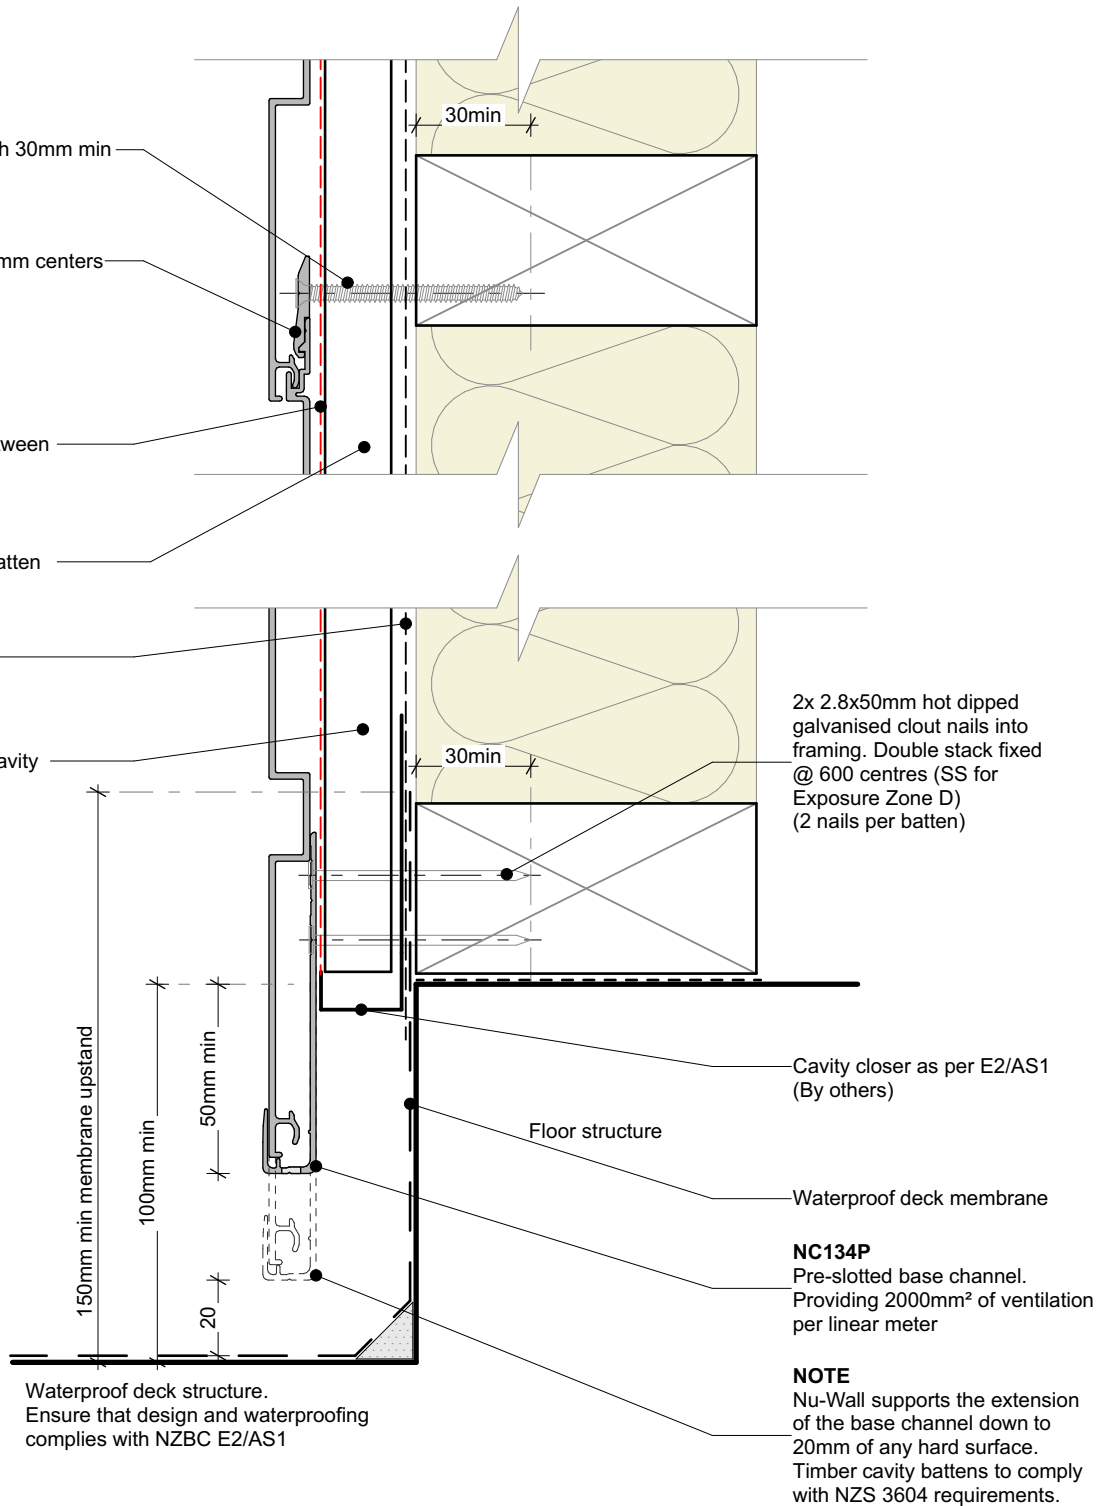 30min
h 30mm min
mm centers
ween
atten
avity
30min
2x 2.8x50mm hot dipped
galvanised clout nails into
framing. Double stack fixed
@ 600 centres (SS for
Exposure Zone D)
(2 nails per batten)
150mm min membrane upstand
100mm min
50mm min
20
Cavity closer as per E2/AS1
(By others)
Floor structure
Waterproof deck membrane
NC134P
Pre-slotted base channel.
Providing 2000mm² of ventilation
per linear meter
NOTE
Nu-Wall supports the extension
of the base channel down to
20mm of any hard surface.
Timber cavity battens to comply
with NZS 3604 requirements.
Waterproof deck structure.
Ensure that design and waterproofing
complies with NZBC E2/AS1